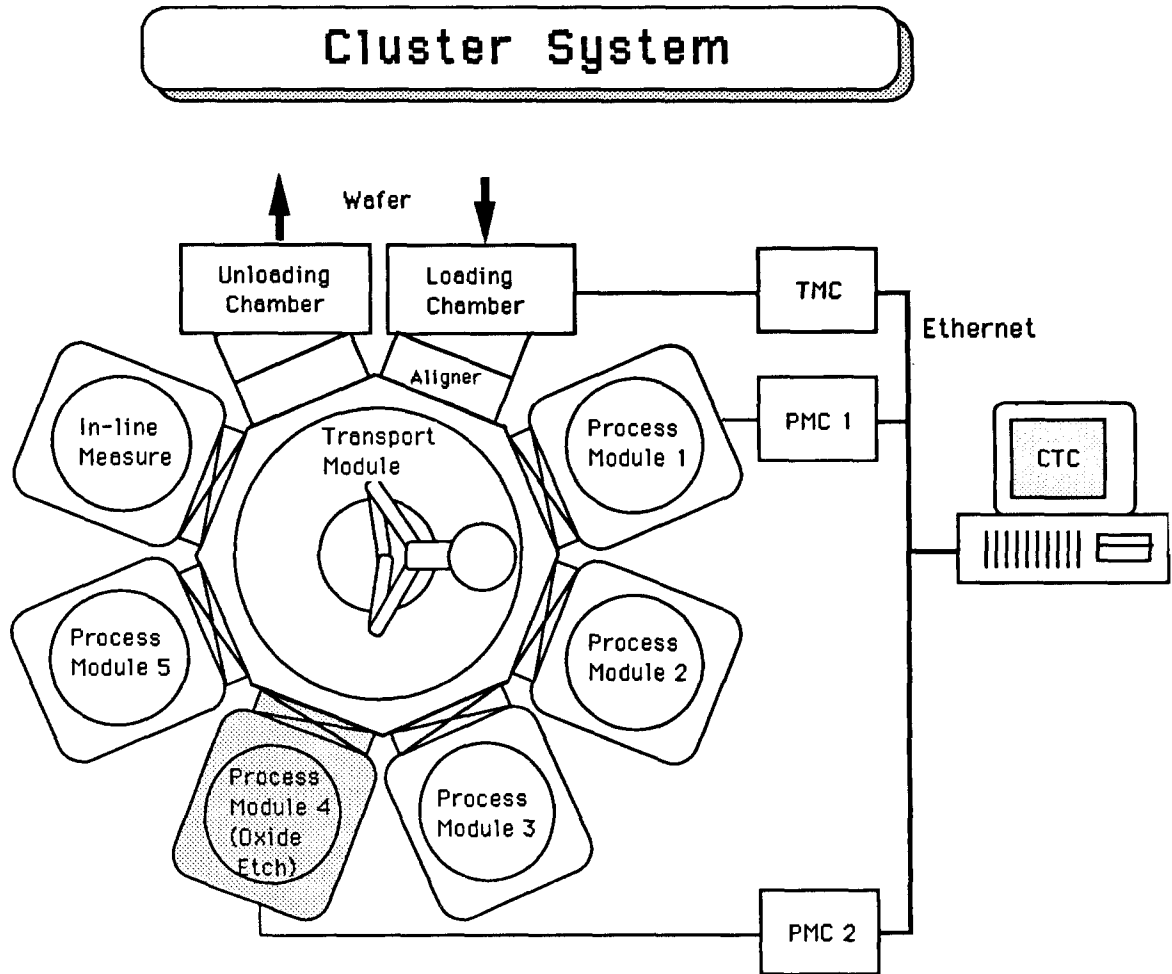 Cluster System
Wafer
Unloading
Chamber
Loading
Chamber
TMC
Ethernet
Aligner
In-line
Measure
Transport
Module
Process
Module 1
PMC 1
CTC
Process
Module 5
Process
Module 2
Process
Module 4
(Oxide
Etch)
Process
Module 3
PMC 2